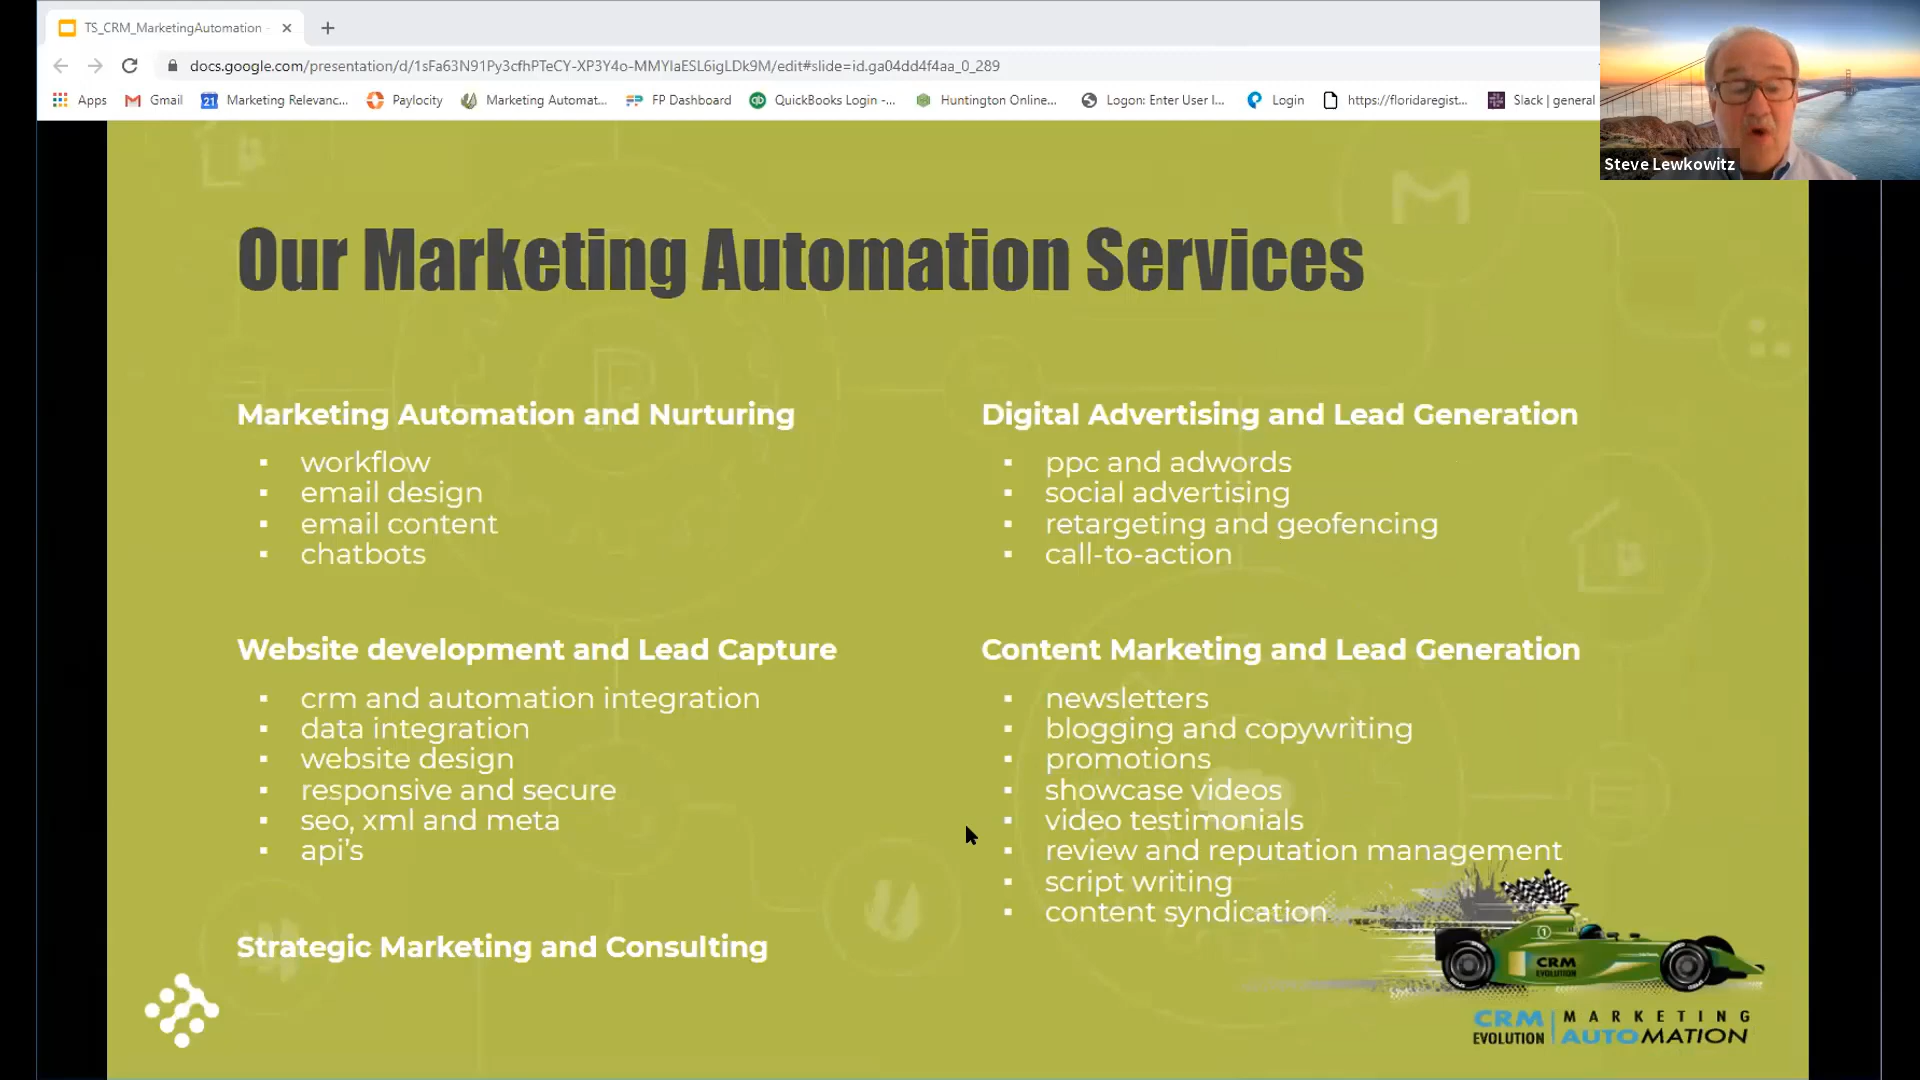 TS_CRM_MarketingAutomation -
docs.google.com/presentation/d/1sFa63N91Py3cfhPTeCY-XP3Y4o-MMYlaESL6igLDk9M/edit#slide=id.ga04dd4f4aa_0_289
Apps Gmail 21 Marketing Relevanc... Paylocity Marketing Automat... FP Dashboard QuickBooks Login -... Huntington Online... Logon: Enter User I... Login https://floridaregist... Slack | general
Steve Lewkowitz
Our Marketing Automation Services
Marketing Automation and Nurturing
▪ workflow
▪ email design
▪ email content
▪ chatbots
Website development and Lead Capture
▪ crm and automation integration
▪ data integration
▪ website design
▪ responsive and secure
▪ seo, xml and meta
▪ api's
Strategic Marketing and Consulting
Digital Advertising and Lead Generation
▪ ppc and adwords
▪ social advertising
▪ retargeting and geofencing
▪ call-to-action
Content Marketing and Lead Generation
▪ newsletters
▪ blogging and copywriting
▪ promotions
▪ showcase videos
▪ video testimonials
▪ review and reputation management
▪ script writing
▪ content syndication
1
CRM
EVOLUTION
CRM MARKETING
EVOLUTION AUTOMATION